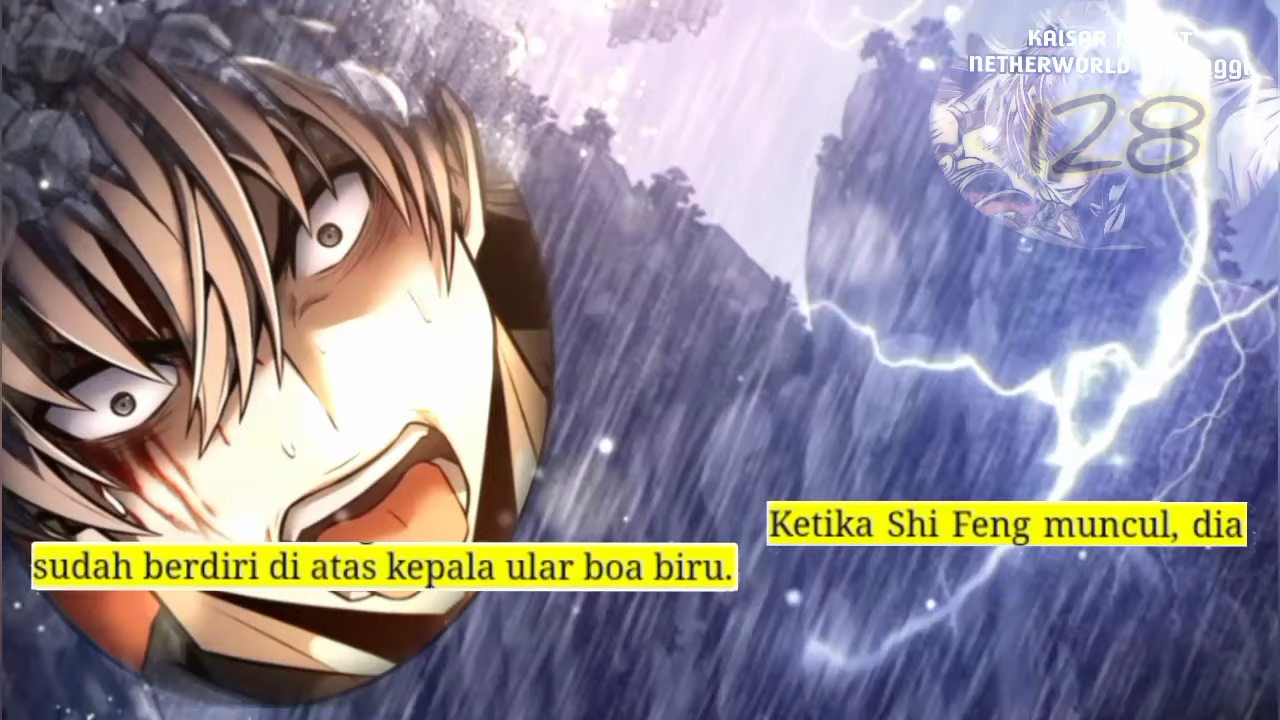 KAISAR
NETHERWORLD
128
Ketika Shi Feng muncul, dia
sudah berdiri di atas kepala ular boa biru.